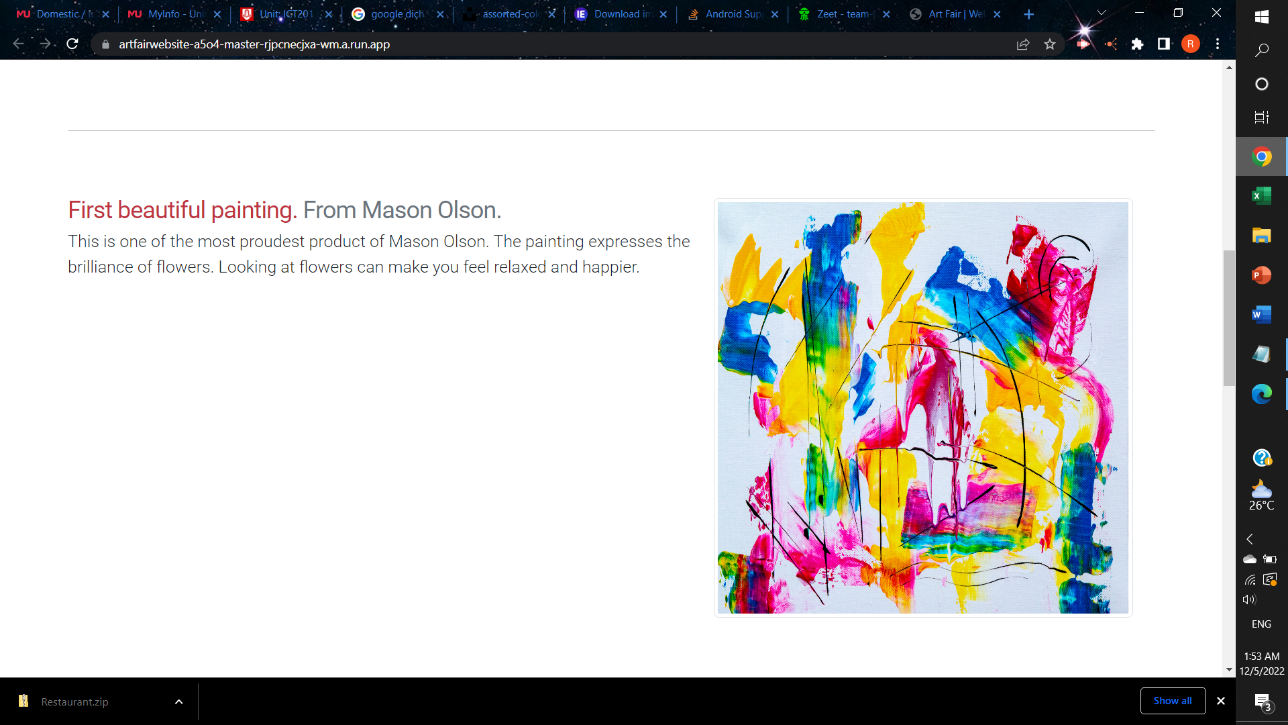 Domestic /
MyInfo - Uni
Unit: IGT201
google dịch
assorted-co
Download im
Android Sup
Zeet - team-
Art Fair | We
artfairwebsite-a5o4-master-rjpcnecjxa-wm.a.run.app
R
First beautiful painting. From Mason Olson.
This is one of the most proudest product of Mason Olson. The painting expresses the
brilliance of flowers. Looking at flowers can make you feel relaxed and happier.
26°C
ENG
1:53 AM
12/5/2022
3
Restaurant.zip
Show all